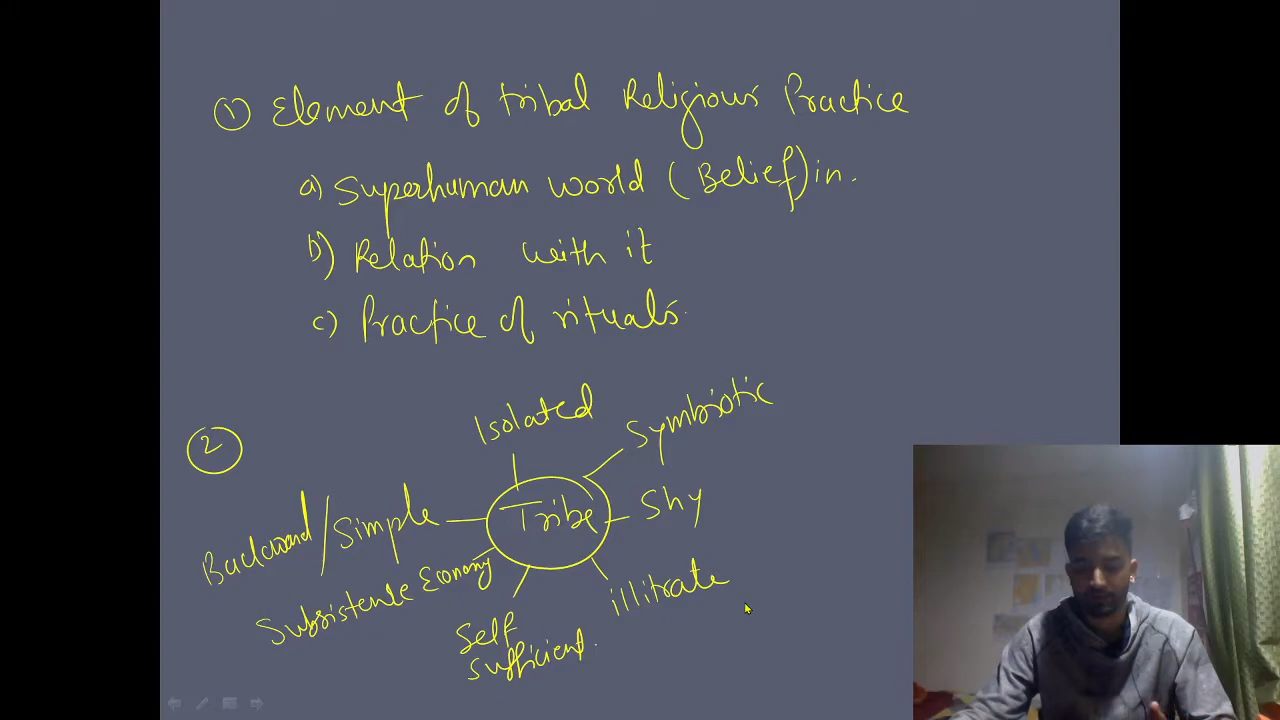 ① Element of tribal Religious Practice
a) Superhuman world (Belief) in.
b) Relation with it
c) Practice of rituals.
②
Isolated
Symbiotic
Backward/Simple
Tribe
Shy
Subsistence Economy
illitrate
Self
sufficient.